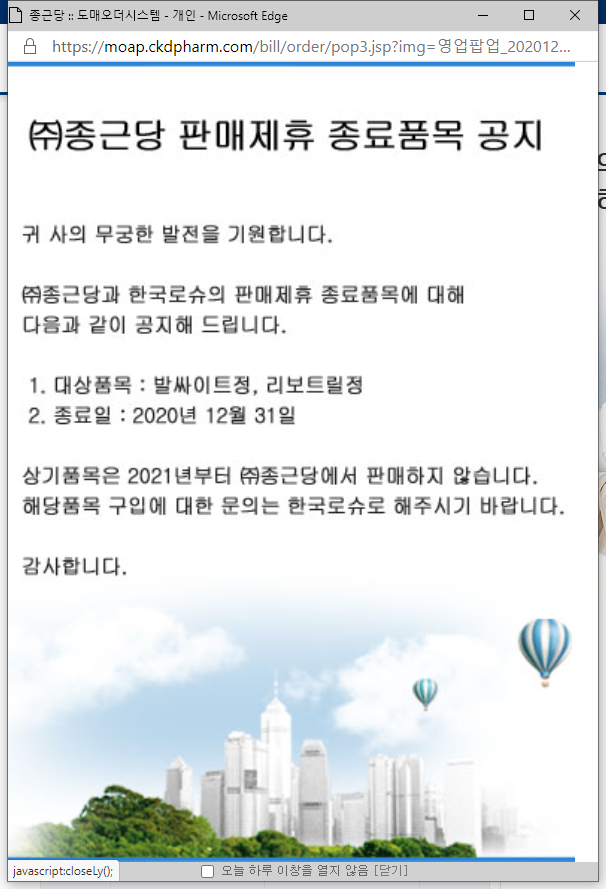 종근당 :: 도매오더시스템 - 개인 - Microsoft Edge
https://moap.ckdpharm.com/bill/order/pop3.jsp?img=영업팝업_202012...
㈜종근당 판매제휴 종료품목 공지
귀 사의 무궁한 발전을 기원합니다.
㈜종근당과 한국로슈의 판매제휴 종료품목에 대해
다음과 같이 공지해 드립니다.
1. 대상품목 : 발싸이트정, 리보트릴정
2. 종료일 : 2020년 12월 31일
상기품목은 2021년부터 ㈜종근당에서 판매하지 않습니다.
해당품목 구입에 대한 문의는 한국로슈로 해주시기 바랍니다.
감사합니다.
javascript:closeLy();
오늘 하루 이창을 열지 않음 [닫기]